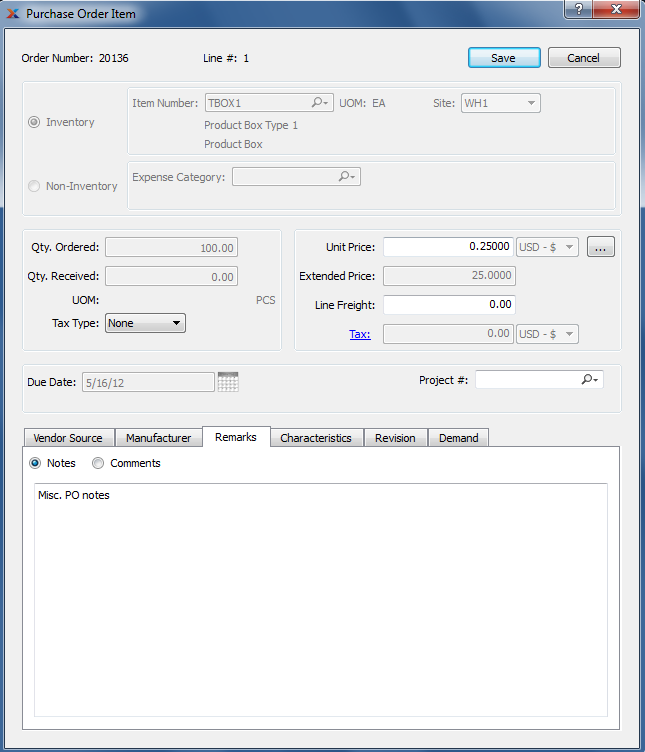 Purchase Order Item
?
Order Number: 20136 Line #: 1 Save Cancel
Inventory
Item Number: TBOX1 UOM: EA Site: WH1
Product Box Type 1
Product Box
Non-Inventory
Expense Category:
Qty. Ordered: 100.00
Qty. Received: 0.00
UOM: PCS
Tax Type: None
Unit Price: 0.25000 USD - $ ...
Extended Price: 25.0000
Line Freight: 0.00
Tax: 0.00 USD - $
Due Date: 5/16/12 Project #:
Vendor Source Manufacturer Remarks Characteristics Revision Demand
Notes Comments
Misc. PO notes